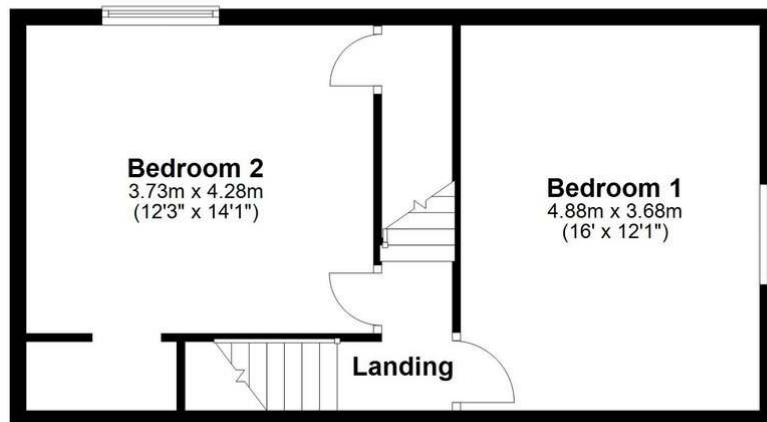 Bedroom 2
3.73m x 4.28m
(12'3" x 14'1")
Bedroom 1
4.88m x 3.68m
(16' x 12'1")
Landing